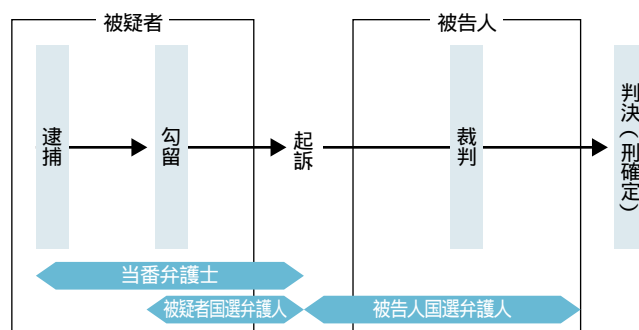 被疑者
被告人
逮捕
勾留
起訴
裁判
判決（刑確定）
当番弁護士
被疑者国選弁護人
被告人国選弁護人